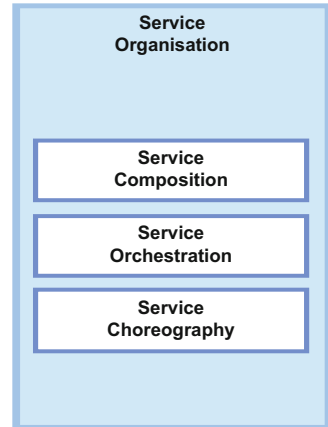 Service
Organisation
Service
Composition
Service
Orchestration
Service
Choreography